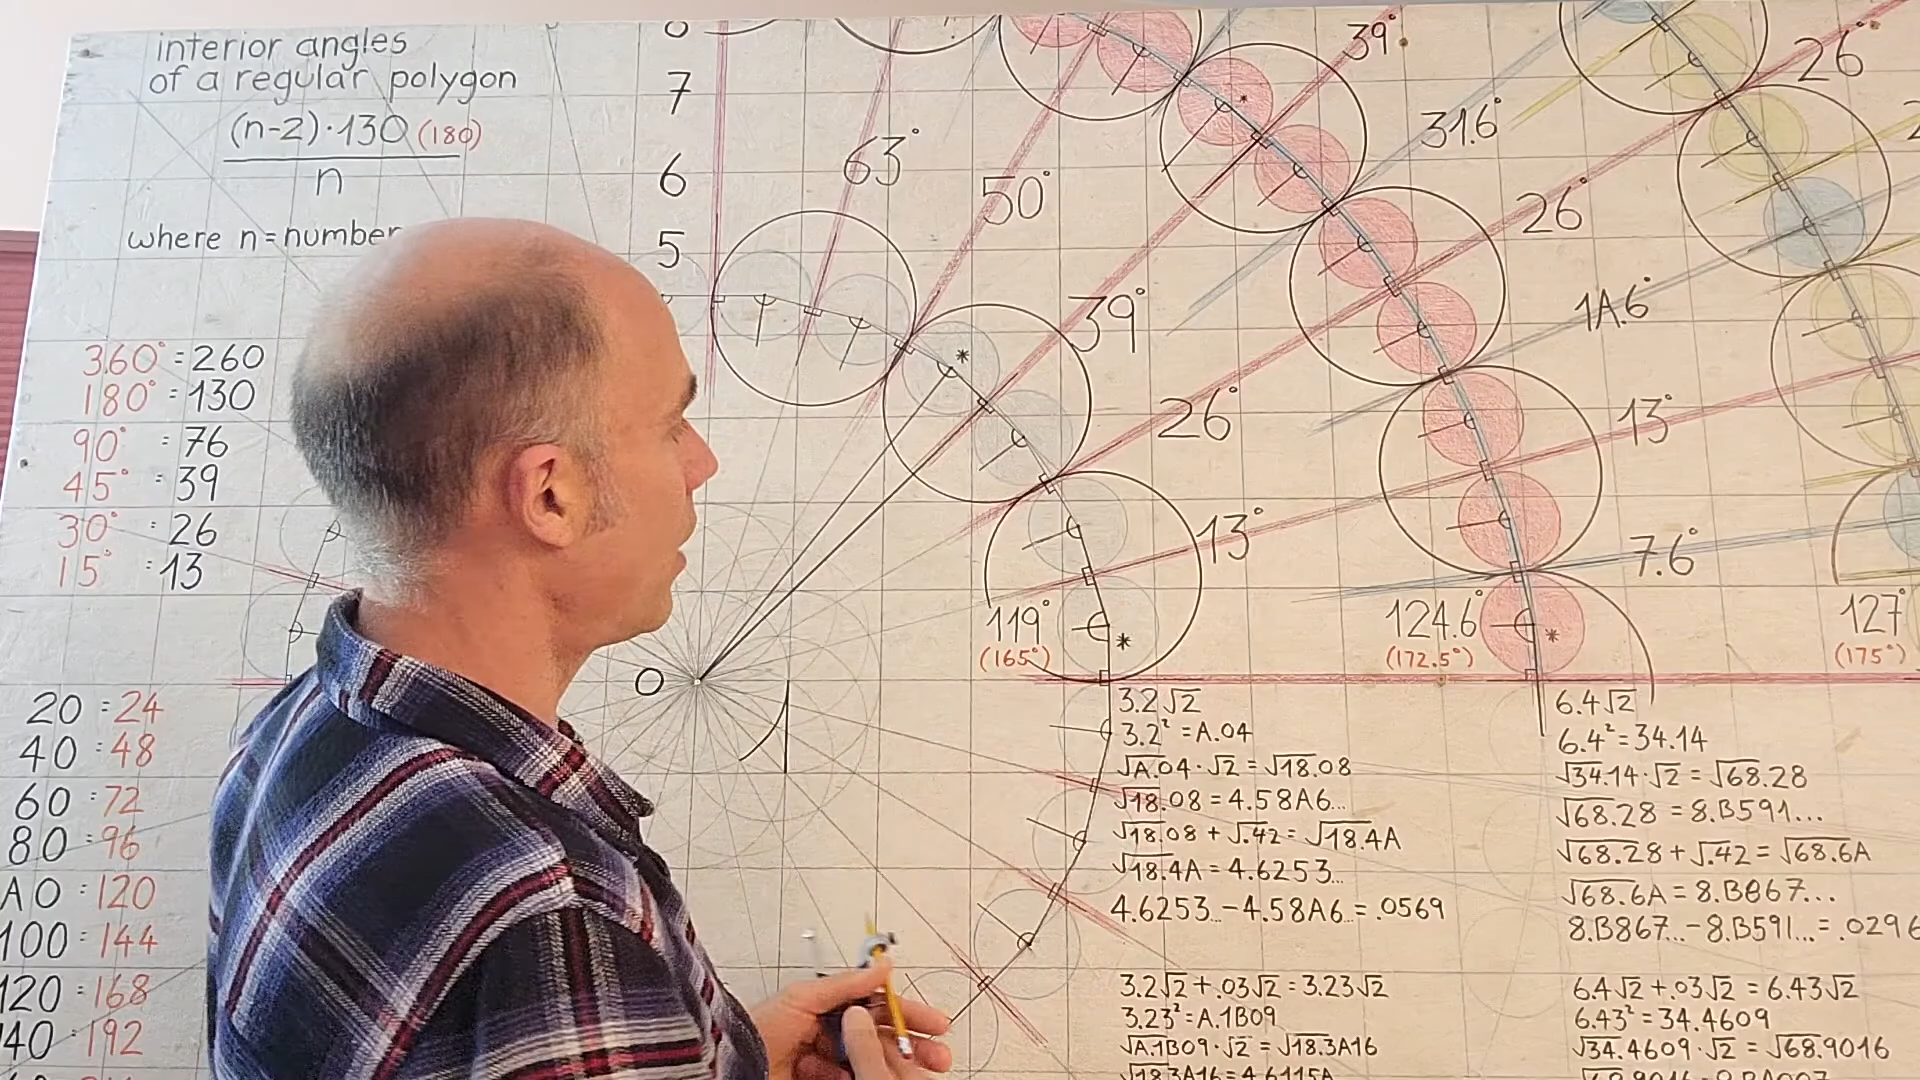 interior angles
of a regular polygon
(n-2)·130 (180)
n
where n = number
360° = 260
180° = 130
90° = 76
45° = 39
30° = 26
15° = 13
20 = 24
40 = 48
60 = 72
80 = 96
A0 = 120
100 = 144
120 = 168
140 = 192
7
6
5
O
63°
50°
39°
26°
13°
119°
(165°)
39°
31.6°
26°
1A.6°
13°
7.6°
124.6°
(172.5°)
26°
127°
(175°)
3.2√2
3.2² = A.04
√A.04·√2 = √18.08
√18.08 = 4.58A6...
√18.08 + √.42 = √18.4A
√18.4A = 4.6253...
4.6253... - 4.58A6... = .0569
3.2√2 + .03√2 = 3.23√2
3.23² = A.1B09
√A.1B09·√2 = √18.3A16
6.4√2
6.4² = 34.14
√34.14·√2 = √68.28
√68.28 = 8.B591...
√68.28 + √.42 = √68.6A
√68.6A = 8.B867...
8.B867... - 8.B591... = .0296
6.4√2 + .03√2 = 6.43√2
6.43² = 34.4609
√34.4609·√2 = √68.9016